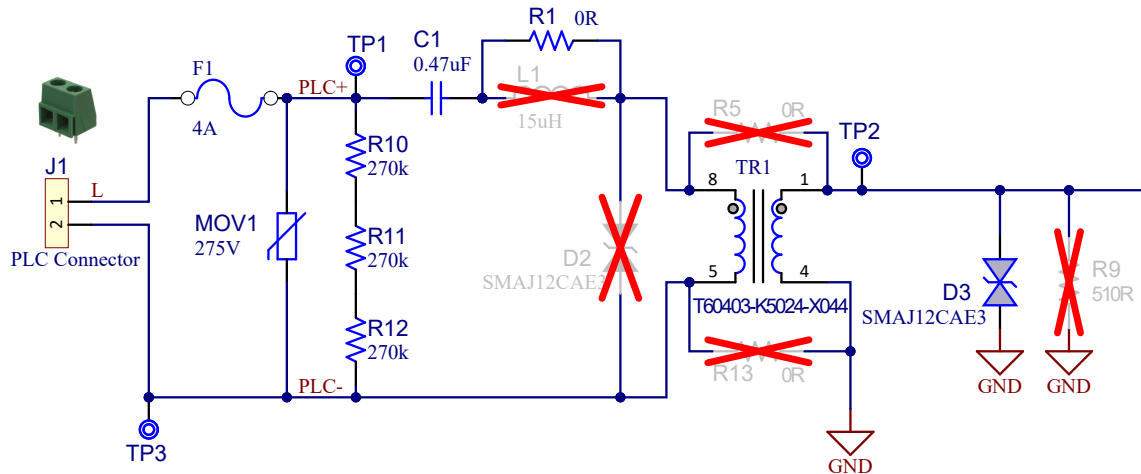 R1 0R
TP1
C1
0.47uF
F1
4A
PLC+
L1
15uH
R5 0R
TP2
TR1
8 1
J1
L
1
2
PLC Connector
MOV1
275V
R10
270k
R11
270k
R12
270k
D2
SMAJ12CAE3
5 4
T60403-K5024-X044
D3
SMAJ12CAE3
R9
510R
R13 0R
PLC-
TP3
GND
GND
GND